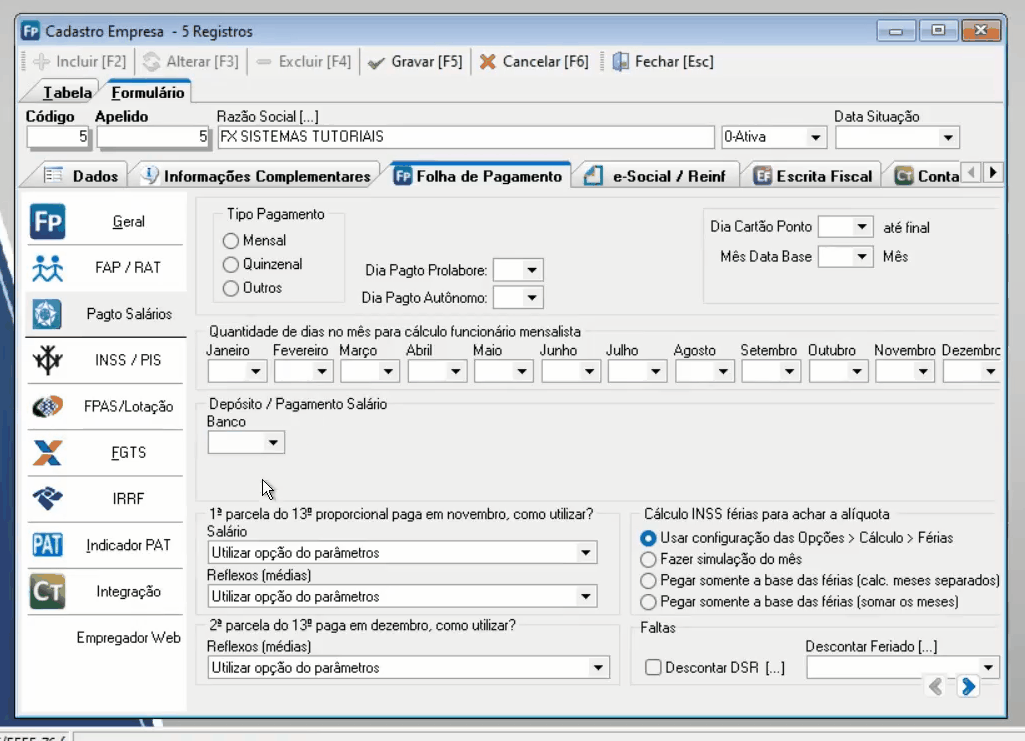 Fp Cadastro Empresa - 5 Registros
Incluir [F2] Alterar [F3] Excluir [F4] Gravar [F5] Cancelar [F6] Fechar [Esc]
Tabela Formulário
Código Apelido Razão Social [...] Data Situação
5 5 FX SISTEMAS TUTORIAIS 0-Ativa
Dados Informações Complementares Fp Folha de Pagamento e-Social / Reinf EF Escrita Fiscal CT Conta
Fp Geral
FAP / RAT
Pagto Salários
INSS / PIS
FPAS/Lotação
FGTS
IRRF
PAT Indicador PAT
CT Integração
Empregador Web
Tipo Pagamento
Mensal
Quinzenal
Outros
Dia Pagto Prolabore:
Dia Pagto Autônomo:
Dia Cartão Ponto até final
Mês Data Base Mês
Quantidade de dias no mês para cálculo funcionário mensalista
Janeiro Fevereiro Março Abril Maio Junho Julho Agosto Setembro Outubro Novembro Dezembro
Depósito / Pagamento Salário
Banco
1ª parcela do 13º proporcional paga em novembro, como utilizar?
Salário
Utilizar opção do parâmetros
Reflexos (médias)
Utilizar opção do parâmetros
2ª parcela do 13º paga em dezembro, como utilizar?
Reflexos (médias)
Utilizar opção do parâmetros
Cálculo INSS férias para achar a alíquota
Usar configuração das Opções > Cálculo > Férias
Fazer simulação do mês
Pegar somente a base das férias (calc. meses separados)
Pegar somente a base das férias (somar os meses)
Faltas
Descontar Feriado [...]
Descontar DSR [...]